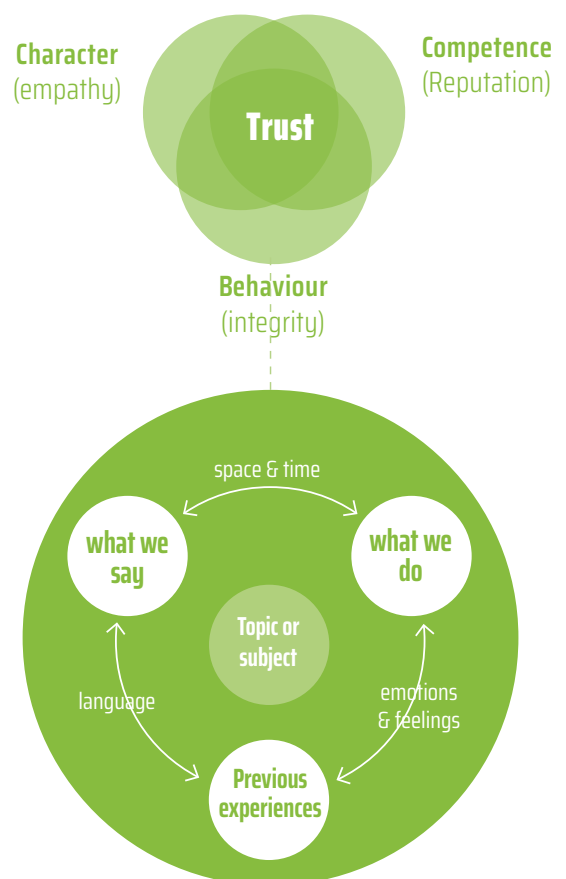 Character
(empathy)
Competence
(Reputation)
Trust
Behaviour
(integrity)
space & time
what we
say
what we
do
Topic or
subject
language
emotions
& feelings
Previous
experiences